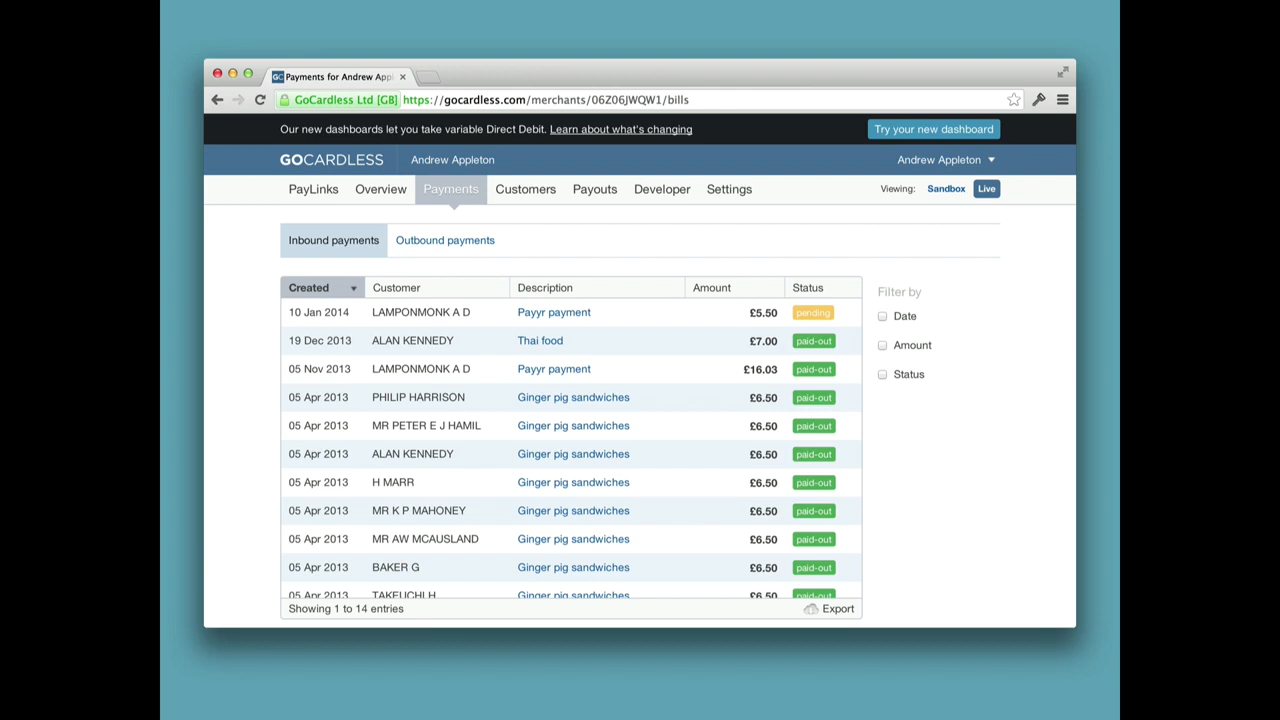 GC Payments for Andrew Appl
GoCardless Ltd [GB] https://gocardless.com/merchants/06Z06JWQW1/bills
Our new dashboards let you take variable Direct Debit. Learn about what's changing Try your new dashboard
GOCARDLESS Andrew Appleton Andrew Appleton
PayLinks Overview Payments Customers Payouts Developer Settings Viewing: Sandbox Live
Inbound payments Outbound payments
Created Customer Description Amount Status Filter by
10 Jan 2014 LAMPONMONK A D Payyr payment £5.50 pending Date
19 Dec 2013 ALAN KENNEDY Thai food £7.00 paid-out Amount
05 Nov 2013 LAMPONMONK A D Payyr payment £16.03 paid-out Status
05 Apr 2013 PHILIP HARRISON Ginger pig sandwiches £6.50 paid-out
05 Apr 2013 MR PETER E J HAMIL Ginger pig sandwiches £6.50 paid-out
05 Apr 2013 ALAN KENNEDY Ginger pig sandwiches £6.50 paid-out
05 Apr 2013 H MARR Ginger pig sandwiches £6.50 paid-out
05 Apr 2013 MR K P MAHONEY Ginger pig sandwiches £6.50 paid-out
05 Apr 2013 MR AW MCAUSLAND Ginger pig sandwiches £6.50 paid-out
05 Apr 2013 BAKER G Ginger pig sandwiches £6.50 paid-out
05 Apr 2013 TAKEUCHI H Ginger pig sandwiches £6.50 paid-out
Showing 1 to 14 entries Export